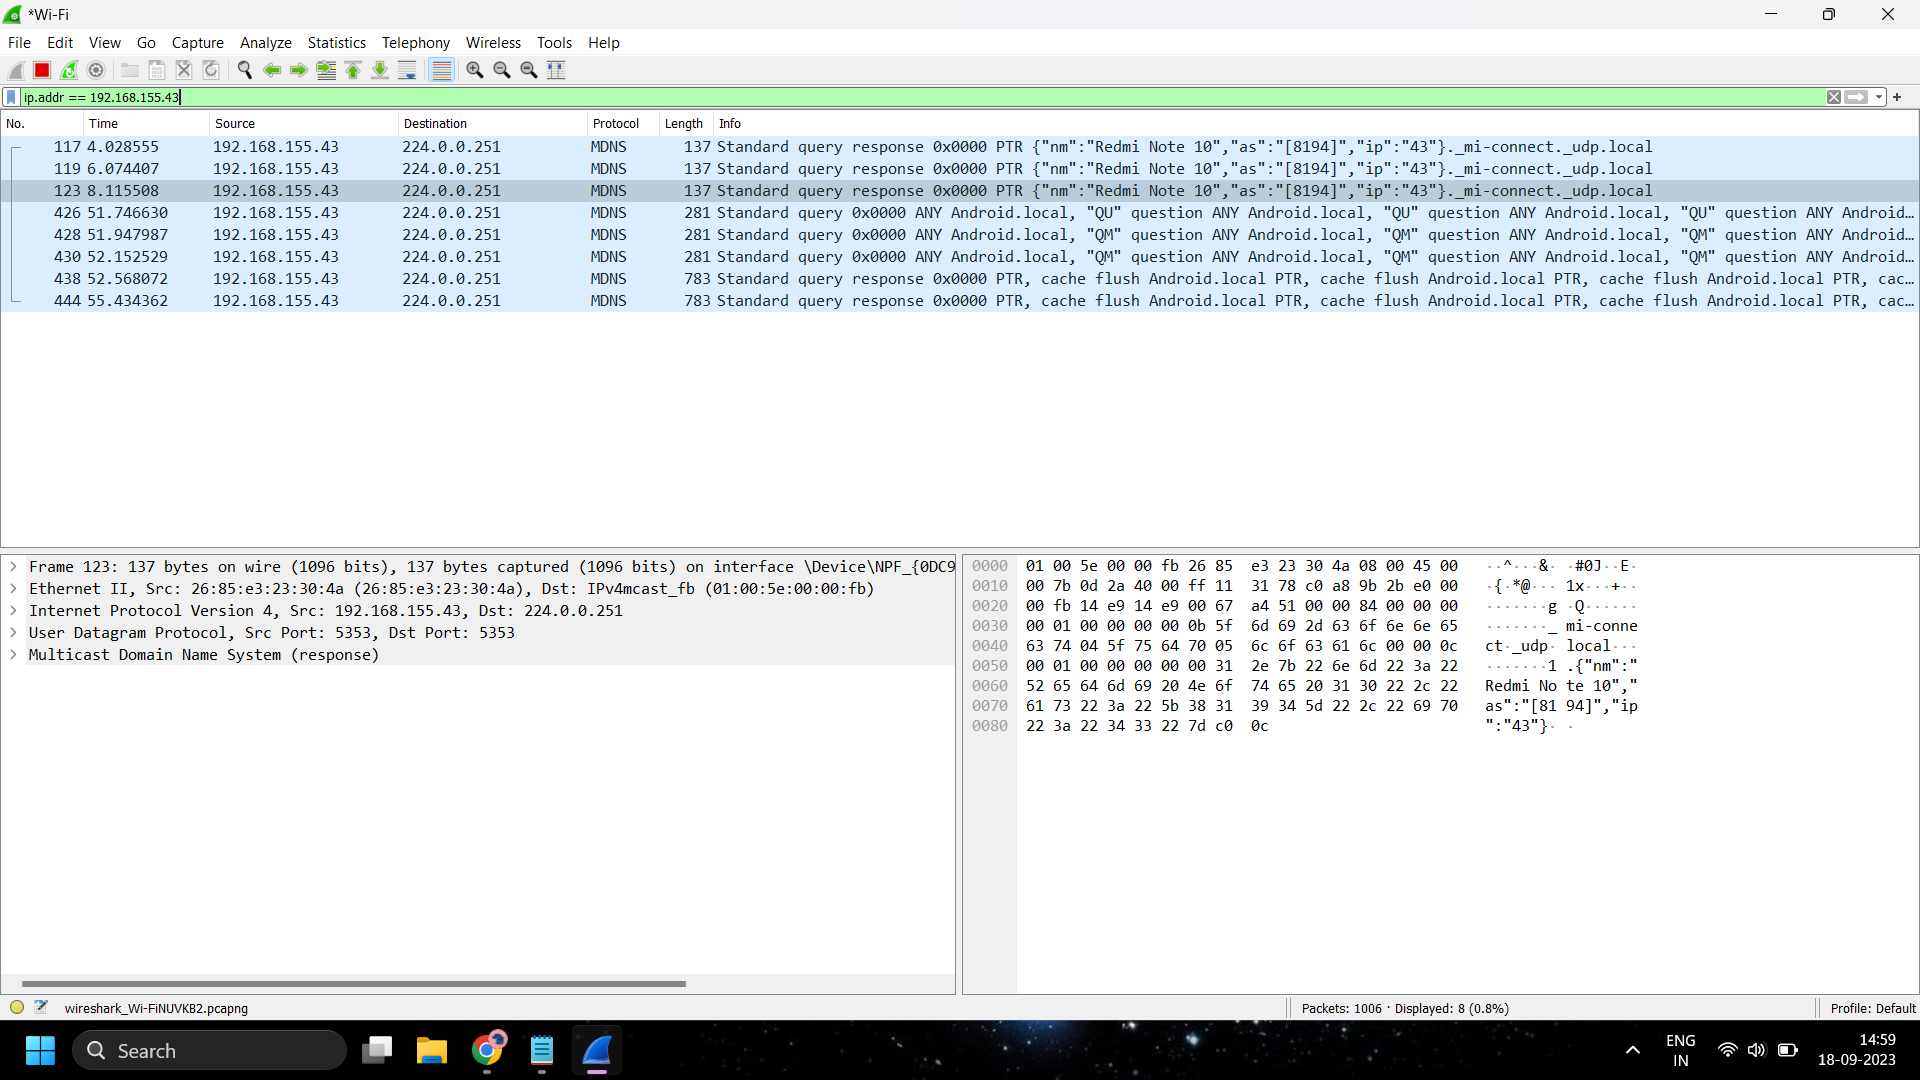 *Wi-Fi
File Edit View Go Capture Analyze Statistics Telephony Wireless Tools Help
ip.addr == 192.168.155.43
No. Time Source Destination Protocol Length Info
117 4.028555 192.168.155.43 224.0.0.251 MDNS 137 Standard query response 0x0000 PTR {"nm":"Redmi Note 10","as":"[8194]","ip":"43"}._mi-connect._udp.local
119 6.074407 192.168.155.43 224.0.0.251 MDNS 137 Standard query response 0x0000 PTR {"nm":"Redmi Note 10","as":"[8194]","ip":"43"}._mi-connect._udp.local
123 8.115508 192.168.155.43 224.0.0.251 MDNS 137 Standard query response 0x0000 PTR {"nm":"Redmi Note 10","as":"[8194]","ip":"43"}._mi-connect._udp.local
426 51.746630 192.168.155.43 224.0.0.251 MDNS 281 Standard query 0x0000 ANY Android.local, "QU" question ANY Android.local, "QU" question ANY Android.local, "QU" question ANY Android…
428 51.947987 192.168.155.43 224.0.0.251 MDNS 281 Standard query 0x0000 ANY Android.local, "QM" question ANY Android.local, "QM" question ANY Android.local, "QM" question ANY Android…
430 52.152529 192.168.155.43 224.0.0.251 MDNS 281 Standard query 0x0000 ANY Android.local, "QM" question ANY Android.local, "QM" question ANY Android.local, "QM" question ANY Android…
438 52.568072 192.168.155.43 224.0.0.251 MDNS 783 Standard query response 0x0000 PTR, cache flush Android.local PTR, cache flush Android.local PTR, cache flush Android.local PTR, cac…
444 55.434362 192.168.155.43 224.0.0.251 MDNS 783 Standard query response 0x0000 PTR, cache flush Android.local PTR, cache flush Android.local PTR, cache flush Android.local PTR, cac…
Frame 123: 137 bytes on wire (1096 bits), 137 bytes captured (1096 bits) on interface \Device\NPF_{0DC9
Ethernet II, Src: 26:85:e3:23:30:4a (26:85:e3:23:30:4a), Dst: IPv4mcast_fb (01:00:5e:00:00:fb)
Internet Protocol Version 4, Src: 192.168.155.43, Dst: 224.0.0.251
User Datagram Protocol, Src Port: 5353, Dst Port: 5353
Multicast Domain Name System (response)
0000 01 00 5e 00 00 fb 26 85 e3 23 30 4a 08 00 45 00 ··^···&· ·#0J··E·
0010 00 7b 0d 2a 40 00 ff 11 31 78 c0 a8 9b 2b e0 00 ·{·*@··· 1x···+··
0020 00 fb 14 e9 14 e9 00 67 a4 51 00 00 84 00 00 00 ·······g ·Q······
0030 00 01 00 00 00 00 0b 5f 6d 69 2d 63 6f 6e 6e 65 ·······_ mi-conne
0040 63 74 04 5f 75 64 70 05 6c 6f 63 61 6c 00 00 0c ct·_udp· local···
0050 00 01 00 00 00 00 00 31 2e 7b 22 6e 6d 22 3a 22 ·······1 .{"nm":"
0060 52 65 64 6d 69 20 4e 6f 74 65 20 31 30 22 2c 22 Redmi No te 10","
0070 61 73 22 3a 22 5b 38 31 39 34 5d 22 2c 22 69 70 as":"[81 94]","ip
0080 22 3a 22 34 33 22 7d c0 0c ":"43"}· ·
wireshark_Wi-FiNUVKB2.pcapng
Packets: 1006 · Displayed: 8 (0.8%)
Profile: Default
Search
ENG
IN
14:59
18-09-2023